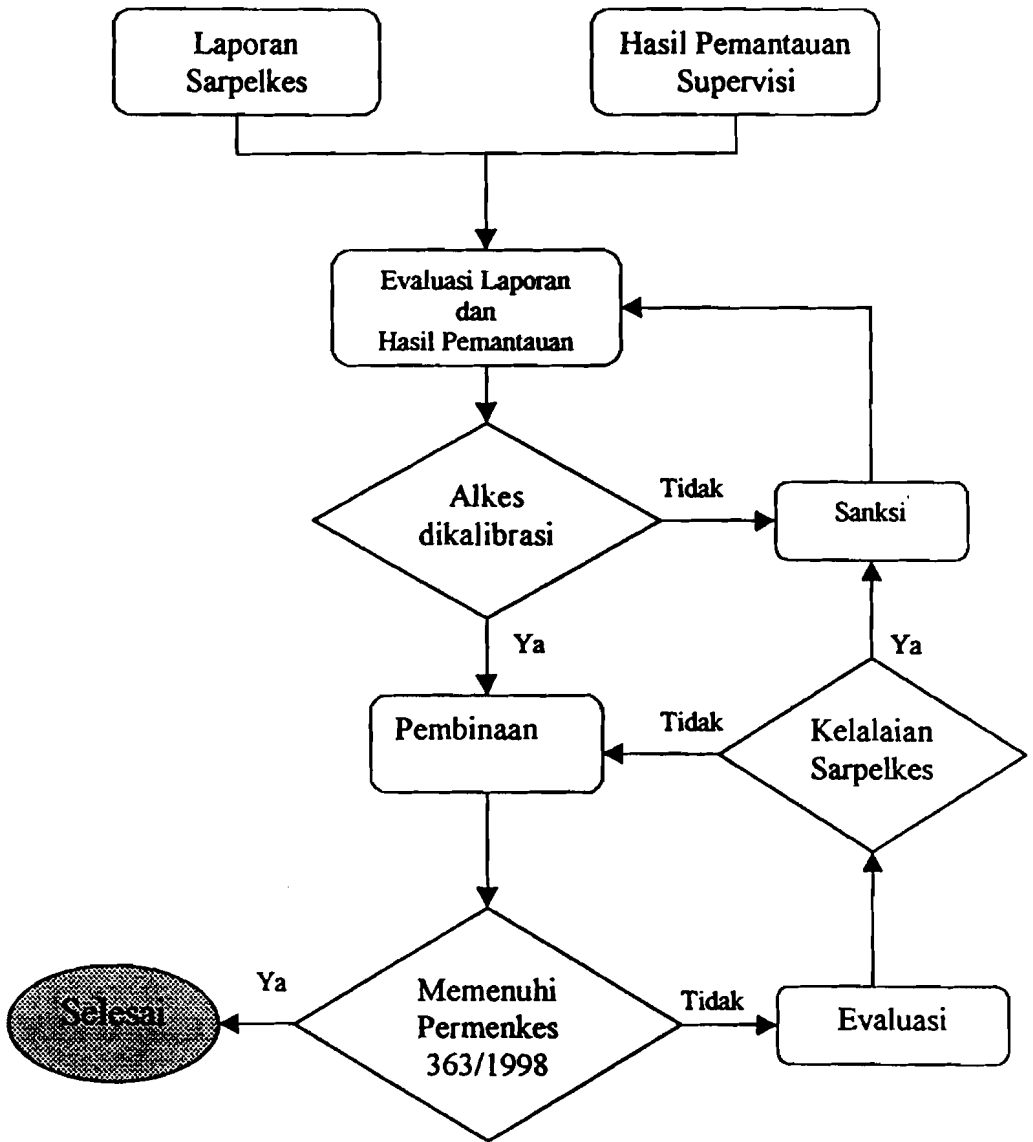 Laporan
Sarpelkes
Hasil Pemantauan
Supervisi
Evaluasi Laporan
dan
Hasil Pemantauan
Alkes
dikalibrasi
Tidak
Sanksi
Ya
Ya
Pembinaan
Tidak
Kelalaian
Sarpelkes
Selesai
Ya
Memenuhi
Permenkes
363/1998
Tidak
Evaluasi